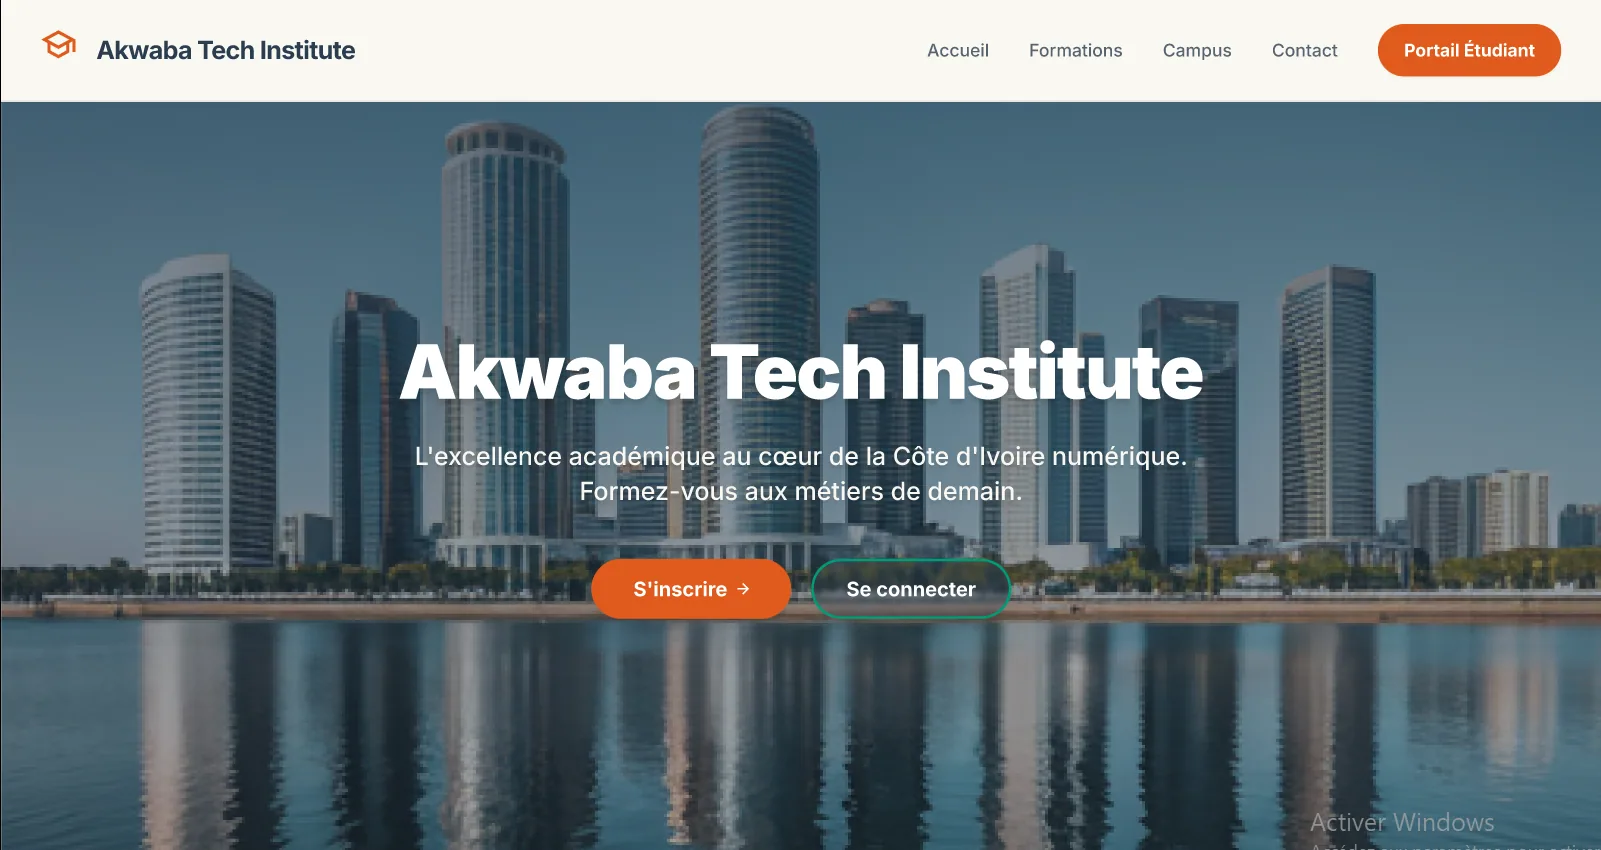 Akwaba Tech Institute
Accueil
Formations
Campus
Contact
Portail Étudiant
Akwaba Tech Institute
L'excellence académique au cœur de la Côte d'Ivoire numérique.
Formez-vous aux métiers de demain.
S'inscrire →
Se connecter
Activer Windows